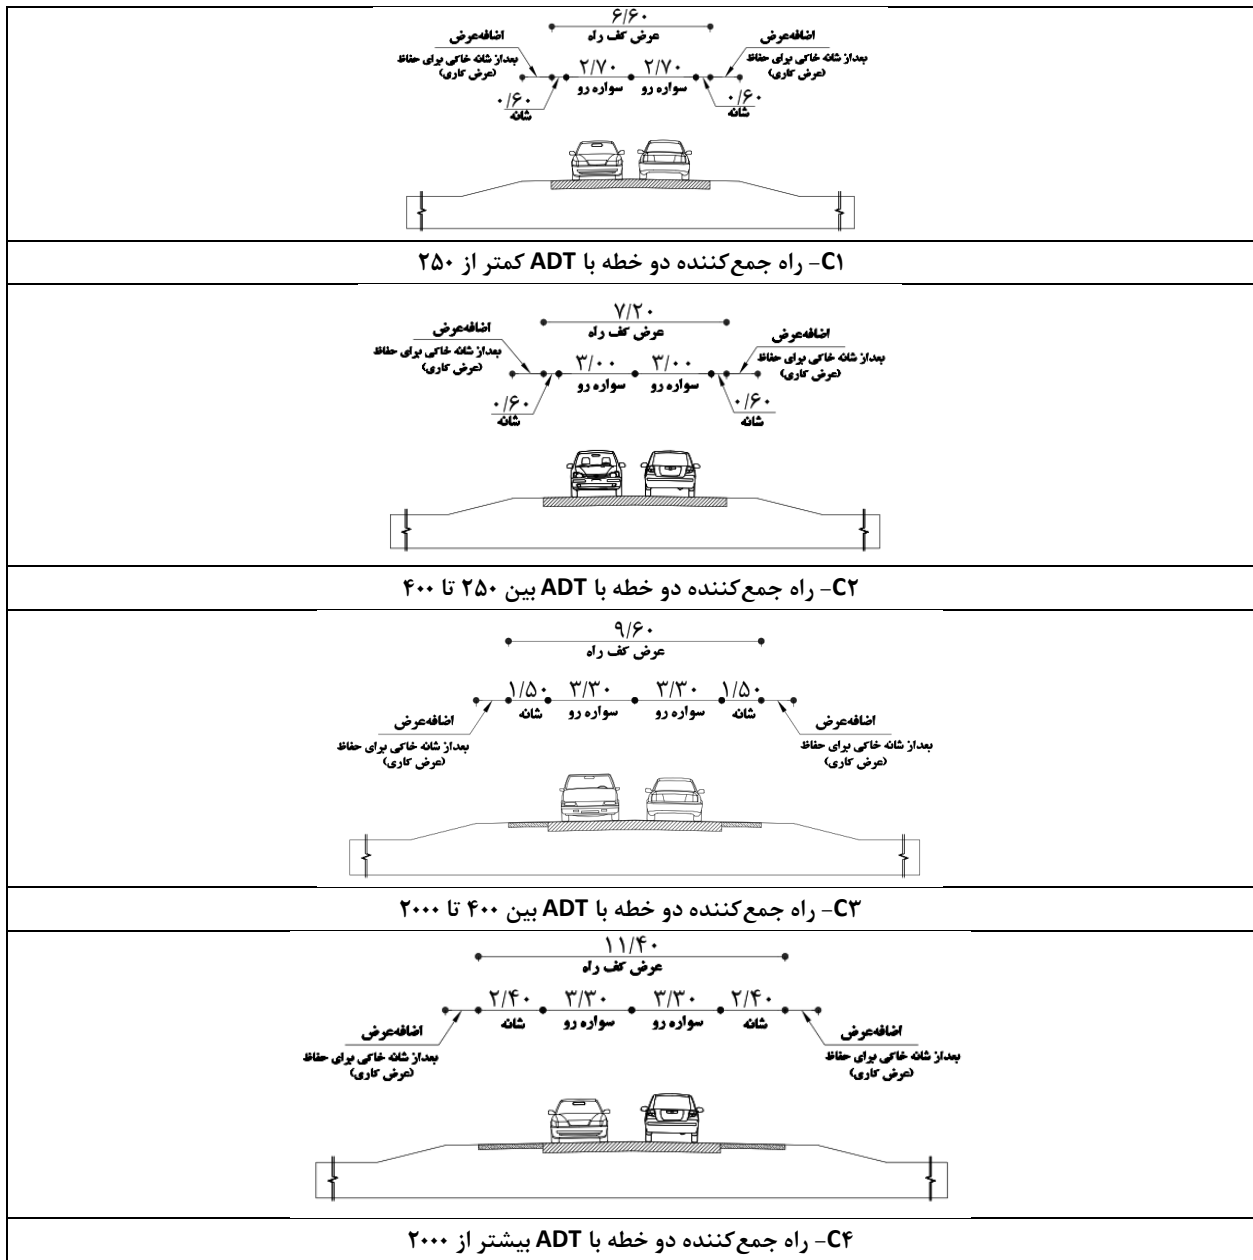 ۶/۶۰
عرض کف راه
اضافه‌عرض
بعداز شانه خاکی برای حفاظ
(عرض کاری)
اضافه‌عرض
بعداز شانه خاکی برای حفاظ
(عرض کاری)
۲/۷۰ ۲/۷۰
سواره رو سواره رو
۰/۶۰ ۰/۶۰
شانه شانه
C۱- راه جمع‌کننده دو خطه با ADT کمتر از ۲۵۰
۷/۲۰
عرض کف راه
اضافه‌عرض
بعداز شانه خاکی برای حفاظ
(عرض کاری)
اضافه‌عرض
بعداز شانه خاکی برای حفاظ
(عرض کاری)
۳/۰۰ ۳/۰۰
سواره رو سواره رو
۰/۶۰ ۰/۶۰
شانه شانه
C۲- راه جمع‌کننده دو خطه با ADT بین ۲۵۰ تا ۴۰۰
۹/۶۰
عرض کف راه
۱/۵۰ ۳/۳۰ ۳/۳۰ ۱/۵۰
شانه سواره رو سواره رو شانه
اضافه‌عرض
بعداز شانه خاکی برای حفاظ
(عرض کاری)
اضافه‌عرض
بعداز شانه خاکی برای حفاظ
(عرض کاری)
C۳- راه جمع‌کننده دو خطه با ADT بین ۴۰۰ تا ۲۰۰۰
۱۱/۴۰
عرض کف راه
۲/۴۰ ۳/۳۰ ۳/۳۰ ۲/۴۰
شانه سواره رو سواره رو شانه
اضافه‌عرض
بعداز شانه خاکی برای حفاظ
(عرض کاری)
اضافه‌عرض
بعداز شانه خاکی برای حفاظ
(عرض کاری)
C۴- راه جمع‌کننده دو خطه با ADT بیشتر از ۲۰۰۰